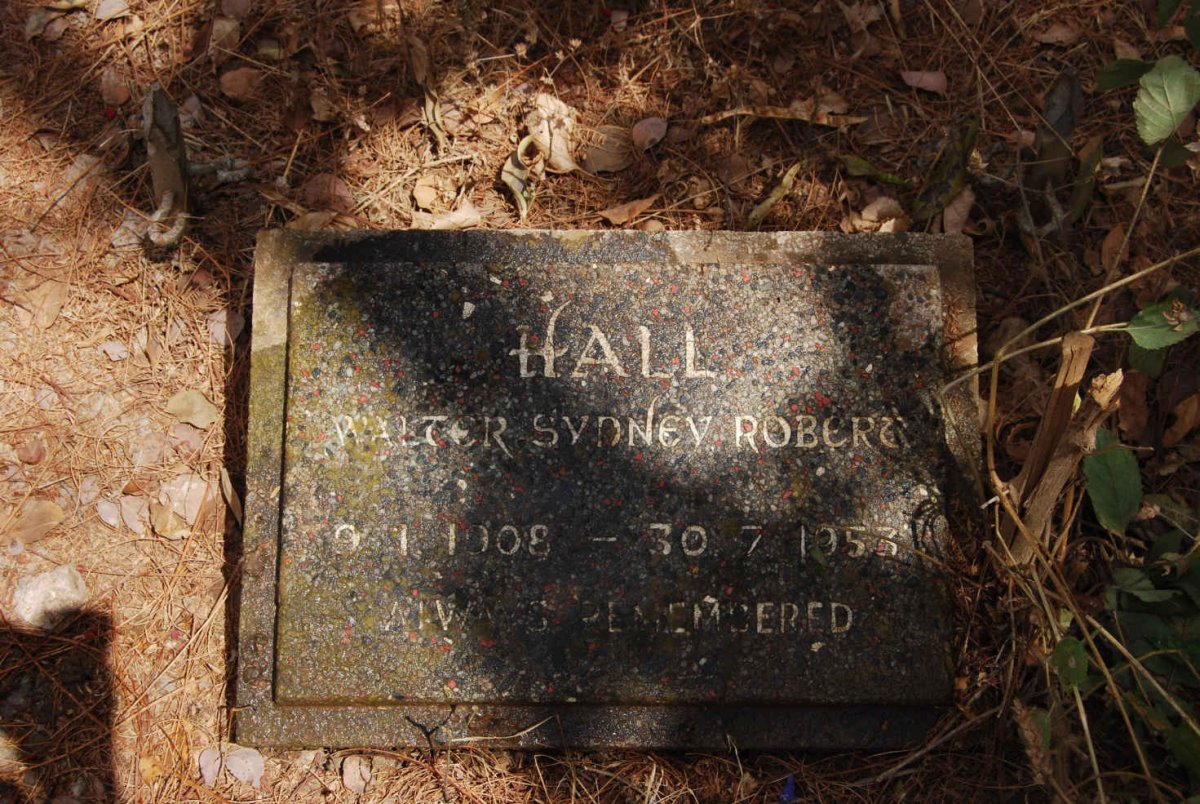 HALL
WALTER SYDNEY ROBERT
9 1 1908 – 30 7 1953
ALWAYS REMEMBERED